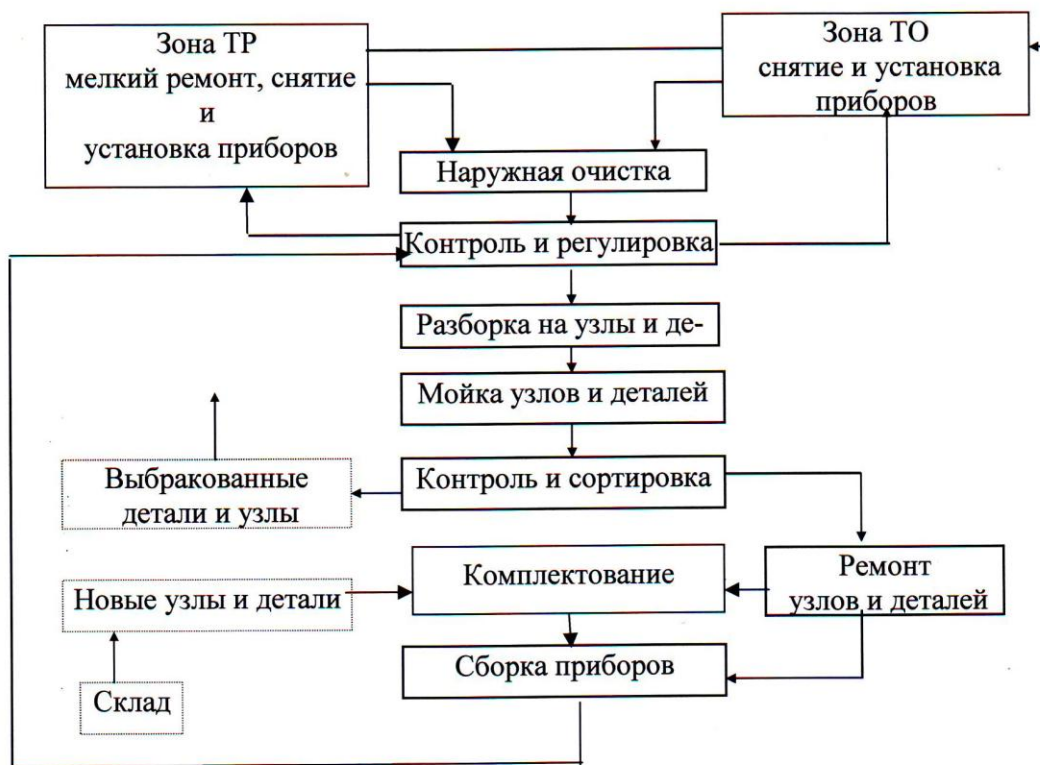 Зона ТР
мелкий ремонт, снятие
и
установка приборов
Зона ТО
снятие и установка
приборов
Наружная очистка
Контроль и регулировка
Разборка на узлы и де-
Мойка узлов и деталей
Контроль и сортировка
Выбракованные
детали и узлы
Комплектование
Ремонт
узлов и деталей
Новые узлы и детали
Сборка приборов
Склад